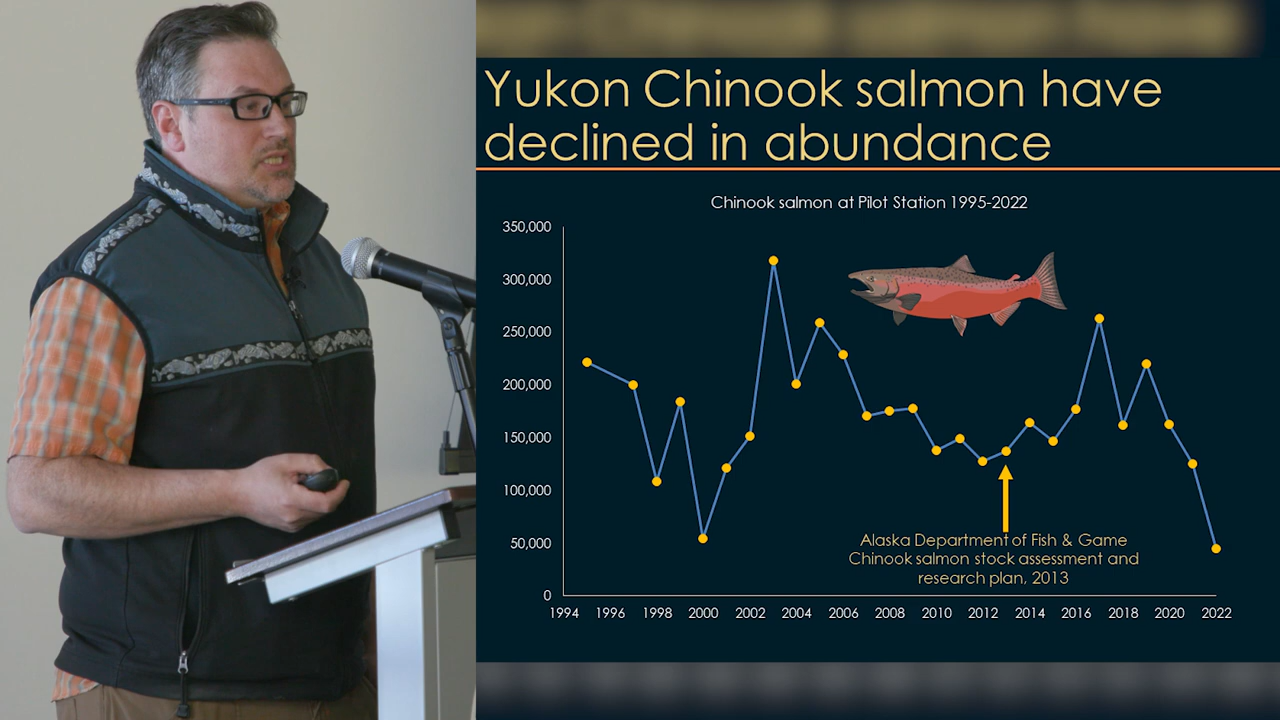 Yukon Chinook salmon have
declined in abundance
Chinook salmon at Pilot Station 1995-2022
350,000
300,000
250,000
200,000
150,000
100,000
50,000
0
Alaska Department of Fish & Game
Chinook salmon stock assessment and
research plan, 2013
1994 1996 1998 2000 2002 2004 2006 2008 2010 2012 2014 2016 2018 2020 2022